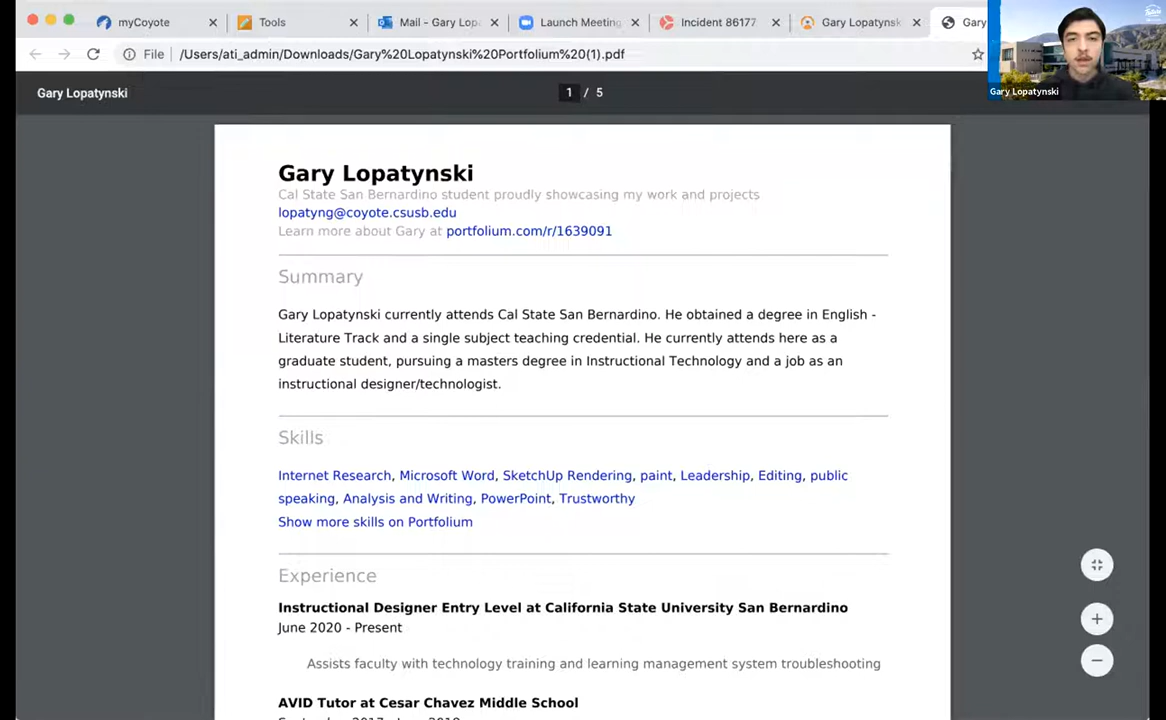 myCoyote
Tools
Mail - Gary Lop
Launch Meeting
Incident 86177
Gary Lopatynsk
Gary
File
/Users/ati_admin/Downloads/Gary%20Lopatynski%20Portfolium%20(1).pdf
Gary Lopatynski
Gary Lopatynski
1 / 5
Gary Lopatynski
Cal State San Bernardino student proudly showcasing my work and projects
lopatyng@coyote.csusb.edu
Learn more about Gary at portfolium.com/r/1639091
Summary
Gary Lopatynski currently attends Cal State San Bernardino. He obtained a degree in English -
Literature Track and a single subject teaching credential. He currently attends here as a
graduate student, pursuing a masters degree in Instructional Technology and a job as an
instructional designer/technologist.
Skills
Internet Research, Microsoft Word, SketchUp Rendering, paint, Leadership, Editing, public
speaking, Analysis and Writing, PowerPoint, Trustworthy
Show more skills on Portfolium
Experience
Instructional Designer Entry Level at California State University San Bernardino
June 2020 - Present
Assists faculty with technology training and learning management system troubleshooting
AVID Tutor at Cesar Chavez Middle School